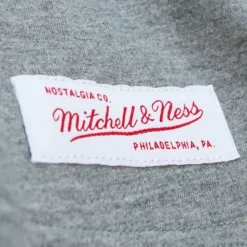 NOSTALGIA CO.
Mitchell & Ness
PHILADELPHIA, PA.